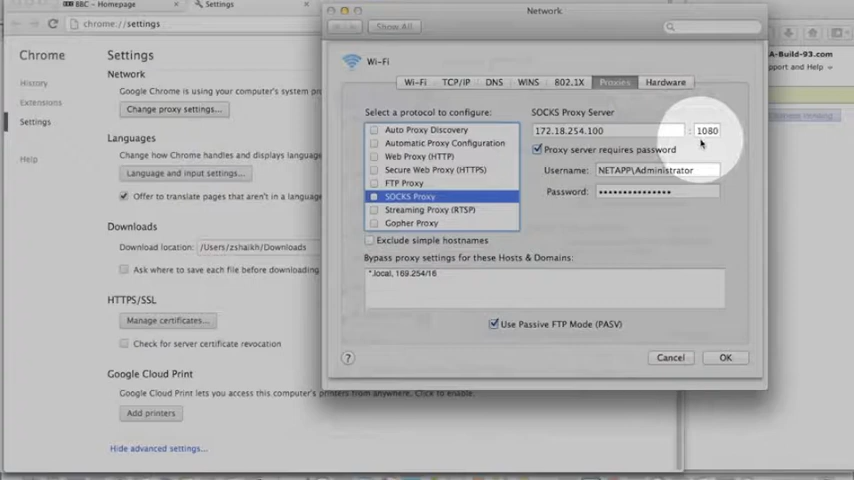 BBC - Homepage
Settings
chrome://settings
Chrome
History
Extensions
Settings
Help
Settings
Network
Google Chrome is using your computer's system pro
Change proxy settings...
Languages
Change how Chrome handles and displays langua
Language and input settings...
Offer to translate pages that aren't in a languag
Downloads
Download location: /Users/zshaikh/Downloads
Ask where to save each file before downloading
HTTPS/SSL
Manage certificates...
Check for server certificate revocation
Google Cloud Print
Google Cloud Print lets you access this computer's printers from anywhere. Click to enable.
Add printers
Hide advanced settings...
Network
Show All
Wi-Fi
Wi-Fi TCP/IP DNS WINS 802.1X Proxies Hardware
Select a protocol to configure:
Auto Proxy Discovery
Automatic Proxy Configuration
Web Proxy (HTTP)
Secure Web Proxy (HTTPS)
FTP Proxy
SOCKS Proxy
Streaming Proxy (RTSP)
Gopher Proxy
Exclude simple hostnames
SOCKS Proxy Server
172.18.254.100 : 1080
Proxy server requires password
Username: NETAPP\Administrator
Password: •••••••••••••••
Bypass proxy settings for these Hosts & Domains:
*.local, 169.254/16
Use Passive FTP Mode (PASV)
?
Cancel
OK
A-Build-93.com
pport and Help